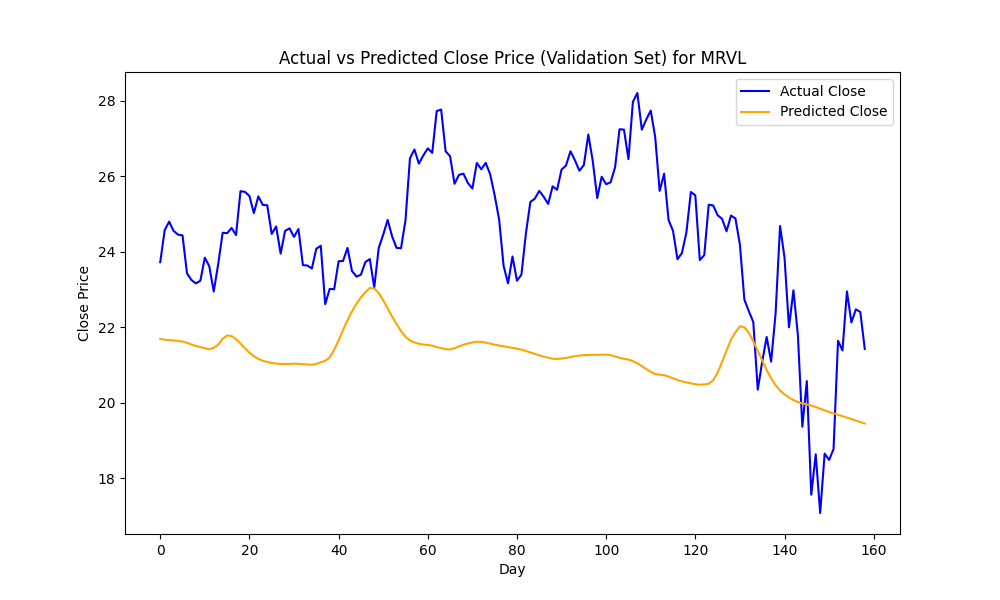 Actual vs Predicted Close Price (Validation Set) for MRVL
Actual Close
Predicted Close
Close Price
28
26
24
22
20
18
0 20 40 60 80 100 120 140 160
Day